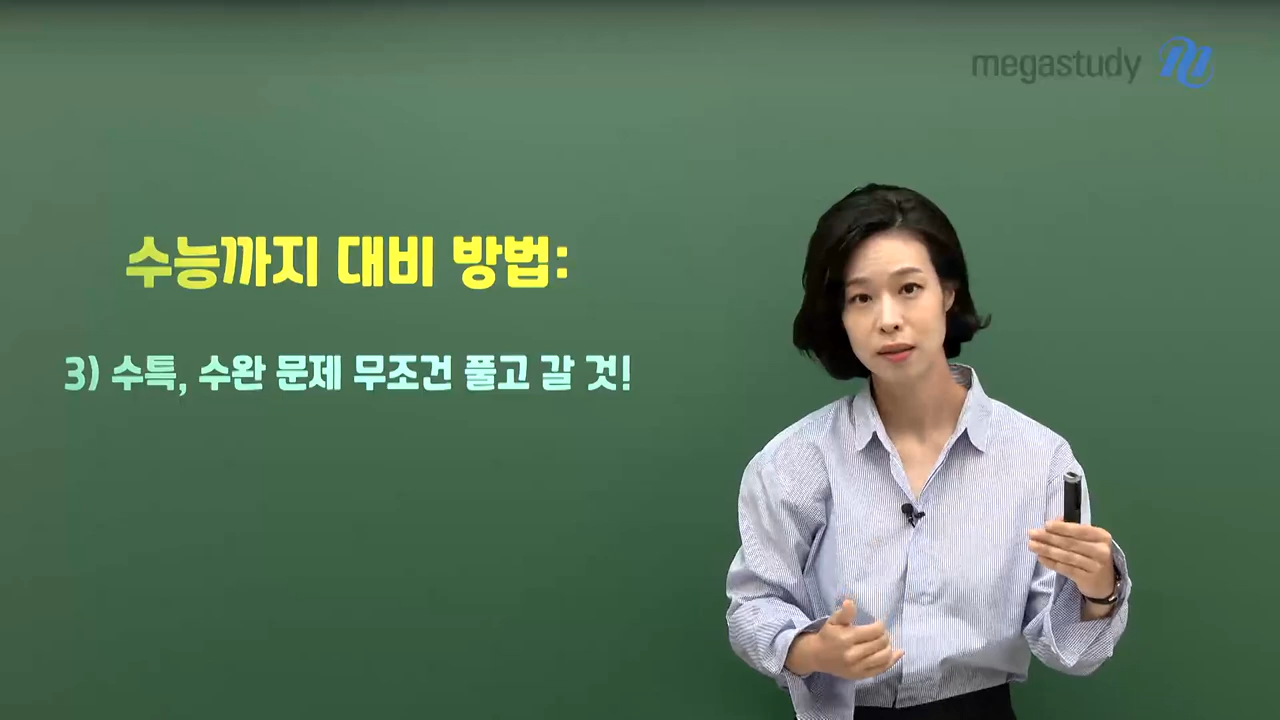 megastudy
수능까지 대비 방법:
3) 수특, 수완 문제 무조건 풀고 갈 것!